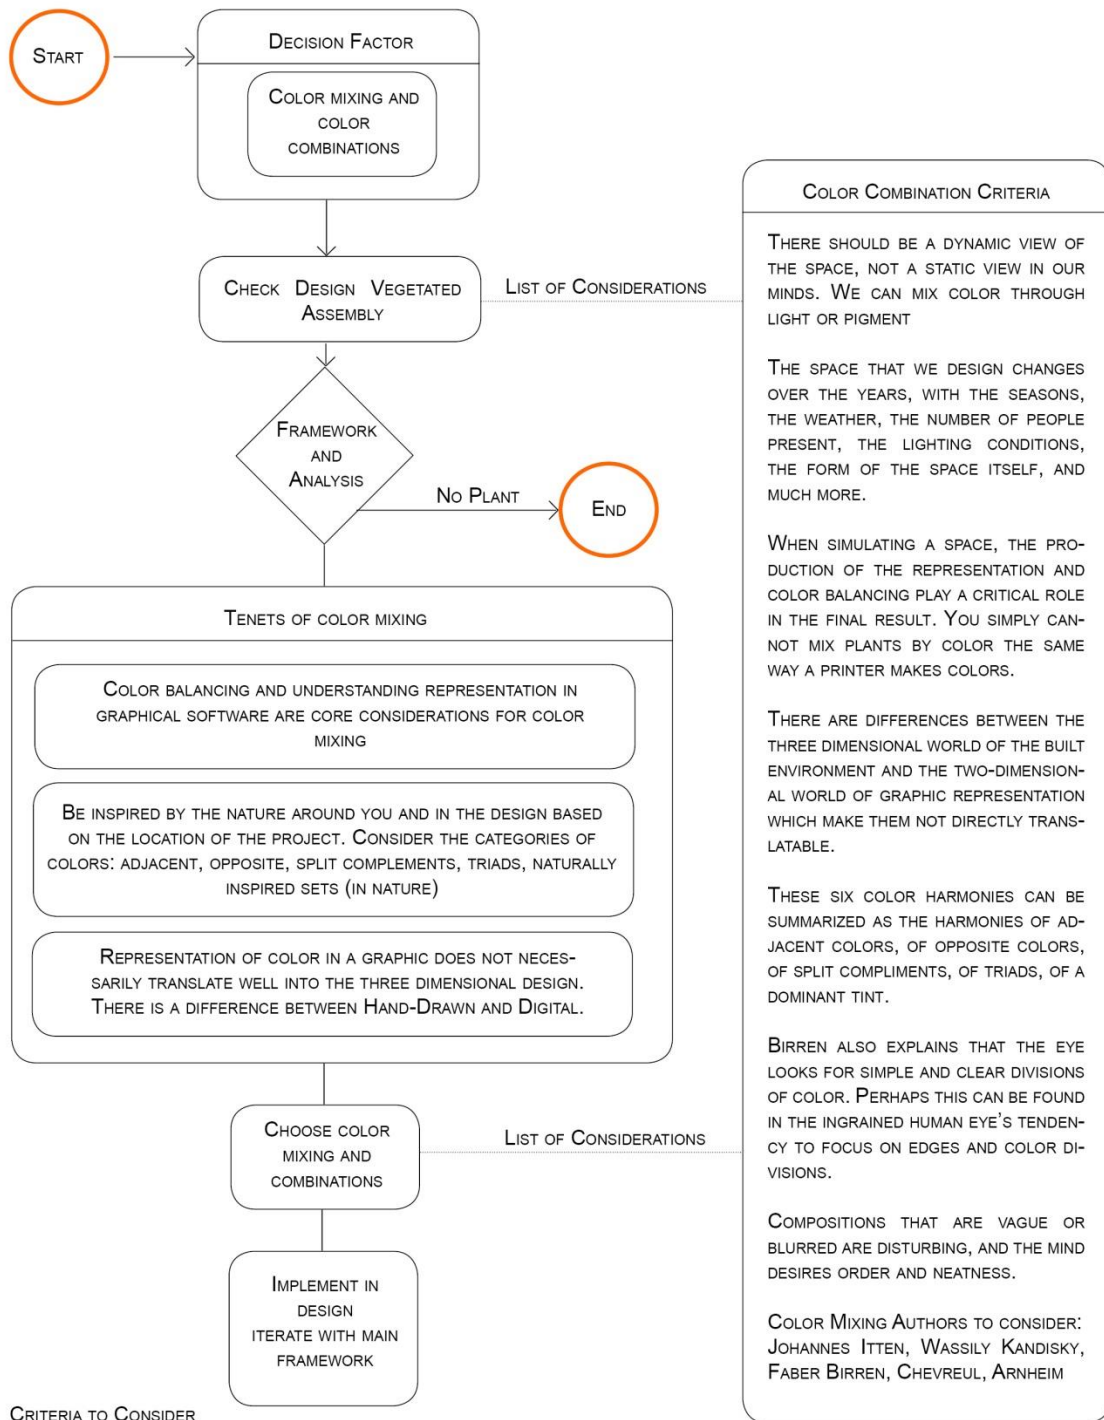 Start
Decision Factor
Color mixing and
color
combinations
Check Design Vegetated
Assembly
List of Considerations
Framework
and
Analysis
No Plant
End
Tenets of color mixing
Color balancing and understanding representation in
graphical software are core considerations for color
mixing
Be inspired by the nature around you and in the design based
on the location of the project. Consider the categories of
colors: adjacent, opposite, split complements, triads, naturally
inspired sets (in nature)
Representation of color in a graphic does not neces-
sarily translate well into the three dimensional design.
There is a difference between Hand-Drawn and Digital.
Choose color
mixing and
combinations
List of Considerations
Implement in
design
iterate with main
framework
Color Combination Criteria
There should be a dynamic view of
the space, not a static view in our
minds. We can mix color through
light or pigment
The space that we design changes
over the years, with the seasons,
the weather, the number of people
present, the lighting conditions,
the form of the space itself, and
much more.
When simulating a space, the pro-
duction of the representation and
color balancing play a critical role
in the final result. You simply can-
not mix plants by color the same
way a printer makes colors.
There are differences between the
three dimensional world of the built
environment and the two-dimension-
al world of graphic representation
which make them not directly trans-
latable.
These six color harmonies can be
summarized as the harmonies of ad-
jacent colors, of opposite colors,
of split compliments, of triads, of a
dominant tint.
Birren also explains that the eye
looks for simple and clear divisions
of color. Perhaps this can be found
in the ingrained human eye's tenden-
cy to focus on edges and color di-
visions.
Compositions that are vague or
blurred are disturbing, and the mind
desires order and neatness.
Color Mixing Authors to consider:
Johannes Itten, Wassily Kandisky,
Faber Birren, Chevreul, Arnheim
Criteria to Consider